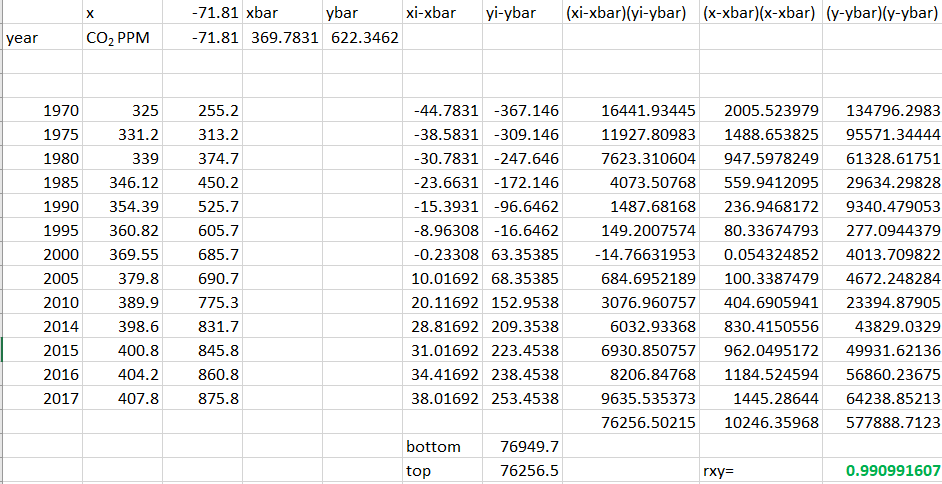 x -71.81 xbar ybar xi-xbar yi-ybar (xi-xbar)(yi-ybar) (x-xbar)(x-xbar) (y-ybar)(y-ybar)
year CO₂ PPM -71.81 369.7831 622.3462
1970 325 255.2 -44.7831 -367.146 16441.93445 2005.523979 134796.2983
1975 331.2 313.2 -38.5831 -309.146 11927.80983 1488.653825 95571.34444
1980 339 374.7 -30.7831 -247.646 7623.310604 947.5978249 61328.61751
1985 346.12 450.2 -23.6631 -172.146 4073.50768 559.9412095 29634.29828
1990 354.39 525.7 -15.3931 -96.6462 1487.68168 236.9468172 9340.479053
1995 360.82 605.7 -8.96308 -16.6462 149.2007574 80.33674793 277.0944379
2000 369.55 685.7 -0.23308 63.35385 -14.76631953 0.054324852 4013.709822
2005 379.8 690.7 10.01692 68.35385 684.6952189 100.3387479 4672.248284
2010 389.9 775.3 20.11692 152.9538 3076.960757 404.6905941 23394.87905
2014 398.6 831.7 28.81692 209.3538 6032.93368 830.4150556 43829.0329
2015 400.8 845.8 31.01692 223.4538 6930.850757 962.0495172 49931.62136
2016 404.2 860.8 34.41692 238.4538 8206.84768 1184.524594 56860.23675
2017 407.8 875.8 38.01692 253.4538 9635.535373 1445.28644 64238.85213
76256.50215 10246.35968 577888.7123
bottom 76949.7
top 76256.5 rxy= 0.990991607